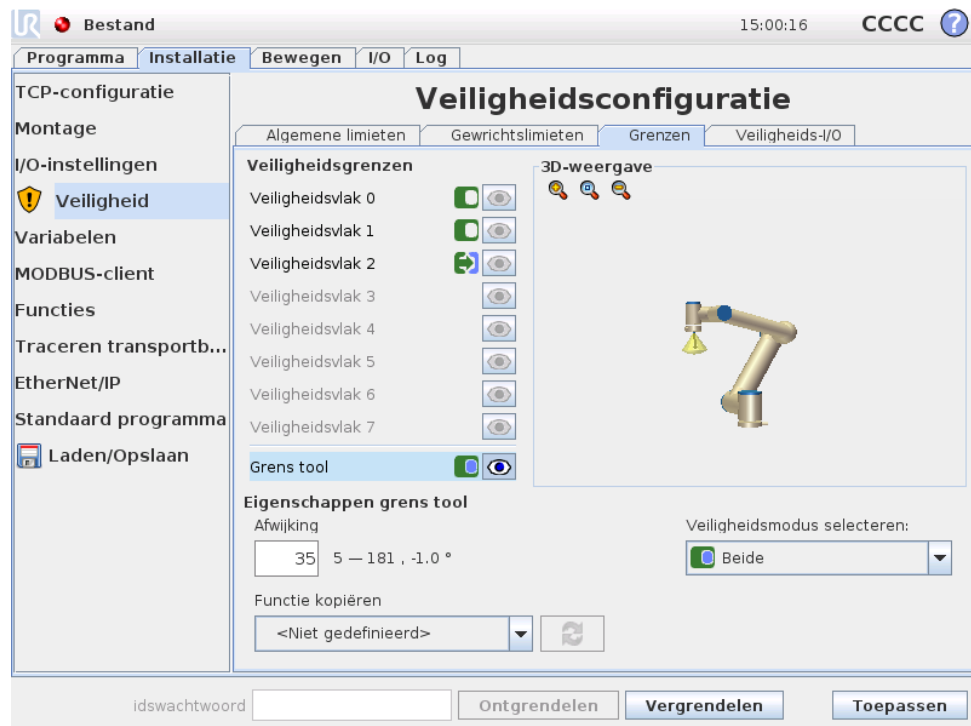 UR Bestand 15:00:16 CCCC ?
Programma Installatie Bewegen I/O Log
TCP-configuratie
Montage
I/O-instellingen
Veiligheid
Variabelen
MODBUS-client
Functies
Traceren transportb...
EtherNet/IP
Standaard programma
Laden/Opslaan
Veiligheidsconfiguratie
Algemene limieten Gewrichtslimieten Grenzen Veiligheids-I/O
Veiligheidsgrenzen
Veiligheidsvlak 0
Veiligheidsvlak 1
Veiligheidsvlak 2
Veiligheidsvlak 3
Veiligheidsvlak 4
Veiligheidsvlak 5
Veiligheidsvlak 6
Veiligheidsvlak 7
Grens tool
3D-weergave
Eigenschappen grens tool
Afwijking
35 5 — 181 , -1.0 °
Veiligheidsmodus selecteren:
Beide
Functie kopiëren
<Niet gedefinieerd>
idswachtwoord Ontgrendelen Vergrendelen Toepassen